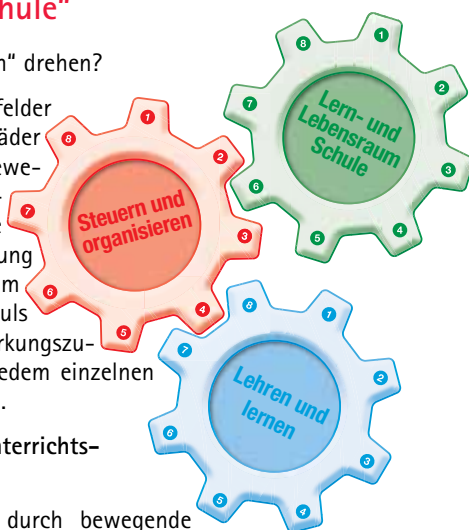 chule“
n“ drehen?
felder
äder
ewe-
ung
m
uls
rkungszu-
edem einzelnen
.
nterrichts-
durch bewegende
1
2
3
4
5
6
7
8
Steuern und
organisieren
1
2
3
4
5
6
7
8
Lern- und
Lebensraum
Schule
1
2
3
4
5
6
7
8
Lehren und
lernen